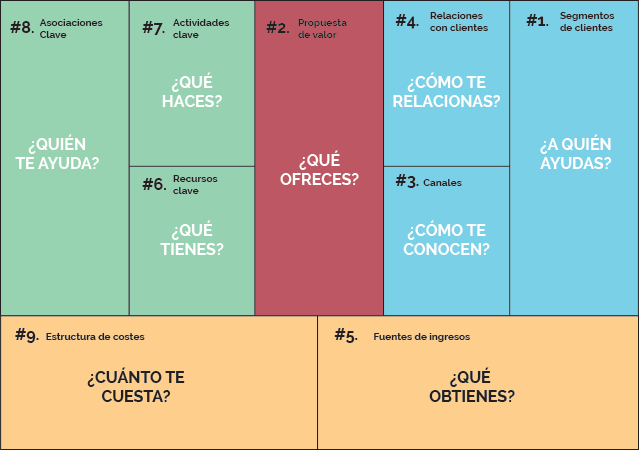 #8. Asociaciones
Clave
¿QUIÉN
TE AYUDA?
#7. Actividades
clave
¿QUÉ
HACES?
#6. Recursos
clave
¿QUÉ
TIENES?
#2. Propuesta
de valor
¿QUÉ
OFRECES?
#4. Relaciones
con clientes
¿CÓMO TE
RELACIONAS?
#3. Canales
¿CÓMO TE
CONOCEN?
#1. Segmentos
de clientes
¿A QUIÉN
AYUDAS?
#9. Estructura de costes
¿CUÁNTO TE
CUESTA?
#5. Fuentes de ingresos
¿QUÉ
OBTIENES?